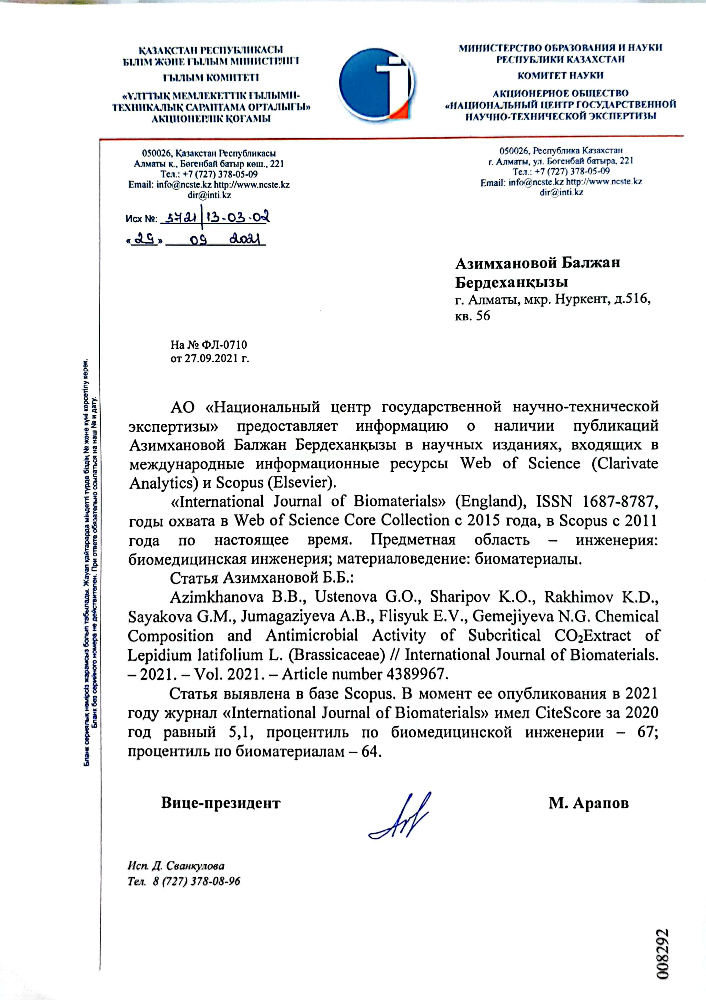 ҚАЗАҚСТАН РЕСПУБЛИКАСЫ
БІЛІМ ЖӘНЕ ҒЫЛЫМ МИНИСТРЛІГІ
ҒЫЛЫМ КОМИТЕТІ
«ҰЛТТЫҚ МЕМЛЕКЕТТІК ҒЫЛЫМИ-
ТЕХНИКАЛЫҚ САРАПТАМА ОРТАЛЫҒЫ»
АКЦИОНЕРЛІК ҚОҒАМЫ
МИНИСТЕРСТВО ОБРАЗОВАНИЯ И НАУКИ
РЕСПУБЛИКИ КАЗАХСТАН
КОМИТЕТ НАУКИ
АКЦИОНЕРНОЕ ОБЩЕСТВО
«НАЦИОНАЛЬНЫЙ ЦЕНТР ГОСУДАРСТВЕННОЙ
НАУЧНО-ТЕХНИЧЕСКОЙ ЭКСПЕРТИЗЫ
050026, Қазақстан Республикасы
Алматы қ., Бөгенбай батыр көш., 221
Тел.: +7 (727) 378-05-09
Email: info@ncste.kz http://www.ncste.kz
dir@inti.kz
050026, Республика Казахстан
г. Алматы, ул. Богенбай батыра, 221
Тел.: +7 (727) 378-05-09
Email: info@ncste.kz http://www.ncste.kz
dir@inti.kz
Исх №: 5721/13-03.02
«29» 09 2021
Азимхановой Балжан
Бердеханқызы
г. Алматы, мкр. Нуркент, д.516,
кв. 56
На № ФЛ-0710
от 27.09.2021 г.
АО «Национальный центр государственной научно-технической
экспертизы» предоставляет информацию о наличии публикаций
Азимхановой Балжан Бердеханқызы в научных изданиях, входящих в
международные информационные ресурсы Web of Science (Clarivate
Analytics) и Scopus (Elsevier).
«International Journal of Biomaterials» (England), ISSN 1687-8787,
годы охвата в Web of Science Core Collection с 2015 года, в Scopus с 2011
года по настоящее время. Предметная область – инженерия:
биомедицинская инженерия; материаловедение: биоматериалы.
Статья Азимхановой Б.Б.:
Azimkhanova B.B., Ustenova G.O., Sharipov K.O., Rakhimov K.D.,
Sayakova G.M., Jumagaziyeva A.B., Flisyuk E.V., Gemejiyeva N.G. Chemical
Composition and Antimicrobial Activity of Subcritical CO₂Extract of
Lepidium latifolium L. (Brassicaceae) // International Journal of Biomaterials.
– 2021. – Vol. 2021. – Article number 4389967.
Статья выявлена в базе Scopus. В момент ее опубликования в 2021
году журнал «International Journal of Biomaterials» имел CiteScore за 2020
год равный 5,1, процентиль по биомедицинской инженерии – 67;
процентиль по биоматериалам – 64.
Вице-президент М. Арапов
Исп. Д. Сванкулова
Тел. 8 (727) 378-08-96
Бланк сериялық нөмірсіз жарамсыз болып табылады. Жауап қайтарарда міндетті түрде біздің № және күні көрсетілу керек.
Бланк без серийного номера не действителен. При ответе обязательно ссылаться на наш № и дату.
008292